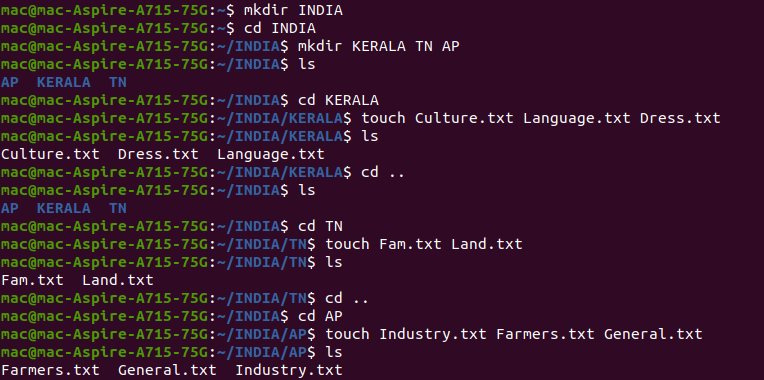 mac@mac-Aspire-A715-75G:~$ mkdir INDIA
mac@mac-Aspire-A715-75G:~$ cd INDIA
mac@mac-Aspire-A715-75G:~/INDIA$ mkdir KERALA TN AP
mac@mac-Aspire-A715-75G:~/INDIA$ ls
AP  KERALA  TN
mac@mac-Aspire-A715-75G:~/INDIA$ cd KERALA
mac@mac-Aspire-A715-75G:~/INDIA/KERALA$ touch Culture.txt Language.txt Dress.txt
mac@mac-Aspire-A715-75G:~/INDIA/KERALA$ ls
Culture.txt  Dress.txt  Language.txt
mac@mac-Aspire-A715-75G:~/INDIA/KERALA$ cd ..
mac@mac-Aspire-A715-75G:~/INDIA$ ls
AP  KERALA  TN
mac@mac-Aspire-A715-75G:~/INDIA$ cd TN
mac@mac-Aspire-A715-75G:~/INDIA/TN$ touch Fam.txt Land.txt
mac@mac-Aspire-A715-75G:~/INDIA/TN$ ls
Fam.txt  Land.txt
mac@mac-Aspire-A715-75G:~/INDIA/TN$ cd ..
mac@mac-Aspire-A715-75G:~/INDIA$ cd AP
mac@mac-Aspire-A715-75G:~/INDIA/AP$ touch Industry.txt Farmers.txt General.txt
mac@mac-Aspire-A715-75G:~/INDIA/AP$ ls
Farmers.txt  General.txt  Industry.txt